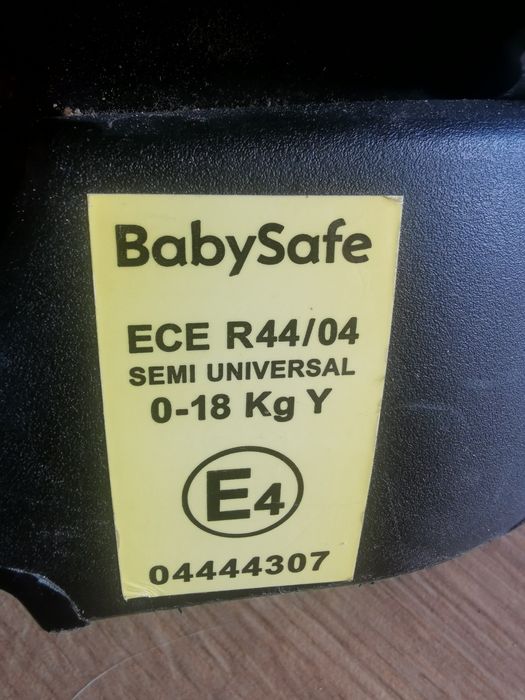 BabySafe
ECE R44/04
SEMI UNIVERSAL
0-18 Kg Y
E4
04444307